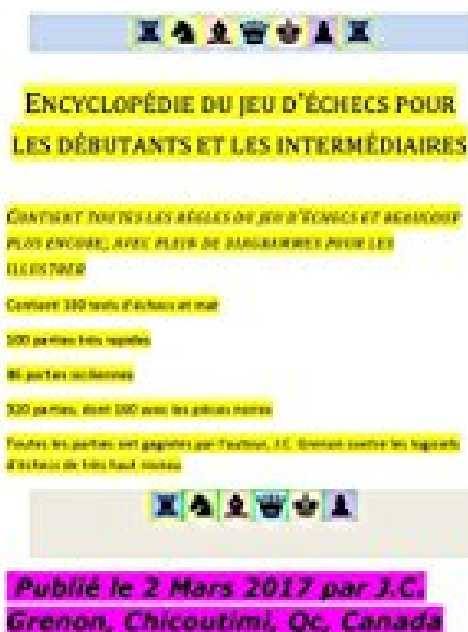 ENCYCLOPÉDIE DU JEU D'ÉCHECS POUR
LES DÉBUTANTS ET LES INTERMÉDIAIRES
CONTIENT TOUTES LES RÈGLES DU JEU D'ÉCHECS ET BEAUCOUP
PLUS ENCORE, AVEC PLEIN DE DIAGRAMMES POUR LES
ILLUSTRER
Contient 100 tests d'échecs et mat
100 parties très rapides
parties siciliennes
parties, dont 100 avec les pièces noires
Toutes les parties ont gagnées par l'auteur, J.C. Grenon contre les logiciels
d'échecs de très haut niveau
Publié le 2 Mars 2017 par J.C.
Grenon, Chicoutimi, Qc, Canada